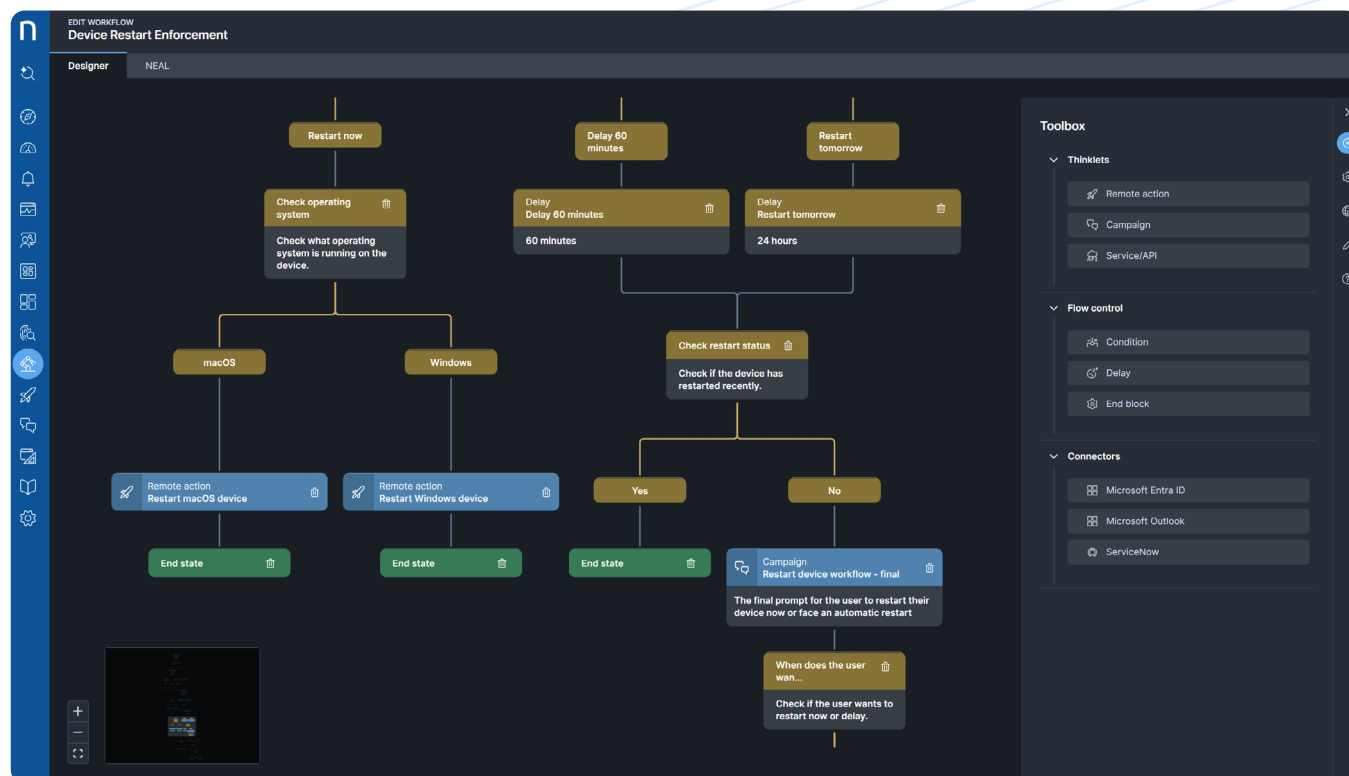 n
EDIT WORKFLOW
Device Restart Enforcement
Designer
NEΛL
Restart now
Delay 60
minutes
Restart
tomorrow
Check operating
system
Check what operating
system is running on the
device.
Delay
Delay 60 minutes
60 minutes
Delay
Restart tomorrow
24 hours
Check restart status
Check if the device has
restarted recently.
macOS
Windows
Remote action
Restart macOS device
Remote action
Restart Windows device
Yes
No
End state
End state
End state
Campaign
Restart device workflow - final
The final prompt for the user to restart their
device now or face an automatic restart
When does the user
wan...
Check if the user wants to
restart now or delay.
Toolbox
Thinklets
Remote action
Campaign
Service/API
Flow control
Condition
Delay
End block
Connectors
Microsoft Entra ID
Microsoft Outlook
ServiceNow